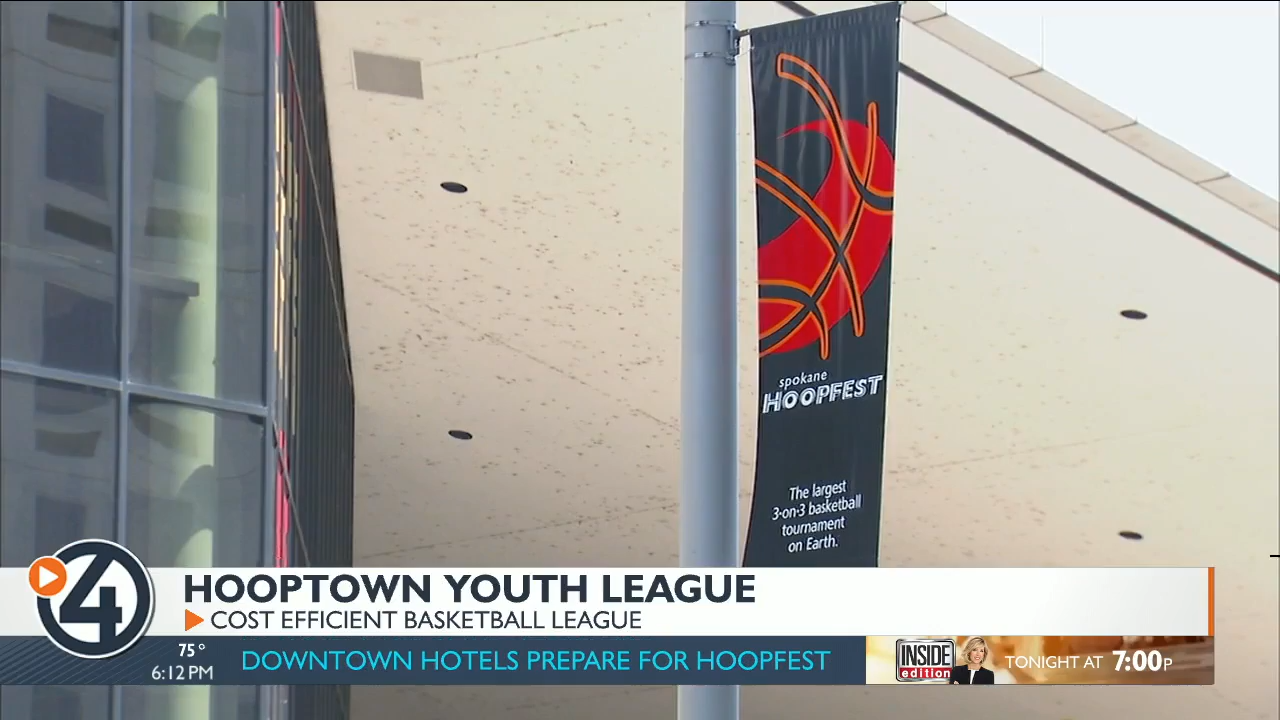 spokane
HOOPFEST
The largest
3-on-3 basketball
tournament
on Earth.
4
HOOPTOWN YOUTH LEAGUE
COST EFFICIENT BASKETBALL LEAGUE
75°
6:12 PM
DOWNTOWN HOTELS PREPARE FOR HOOPFEST
INSIDE
edition
TONIGHT AT 7:00P